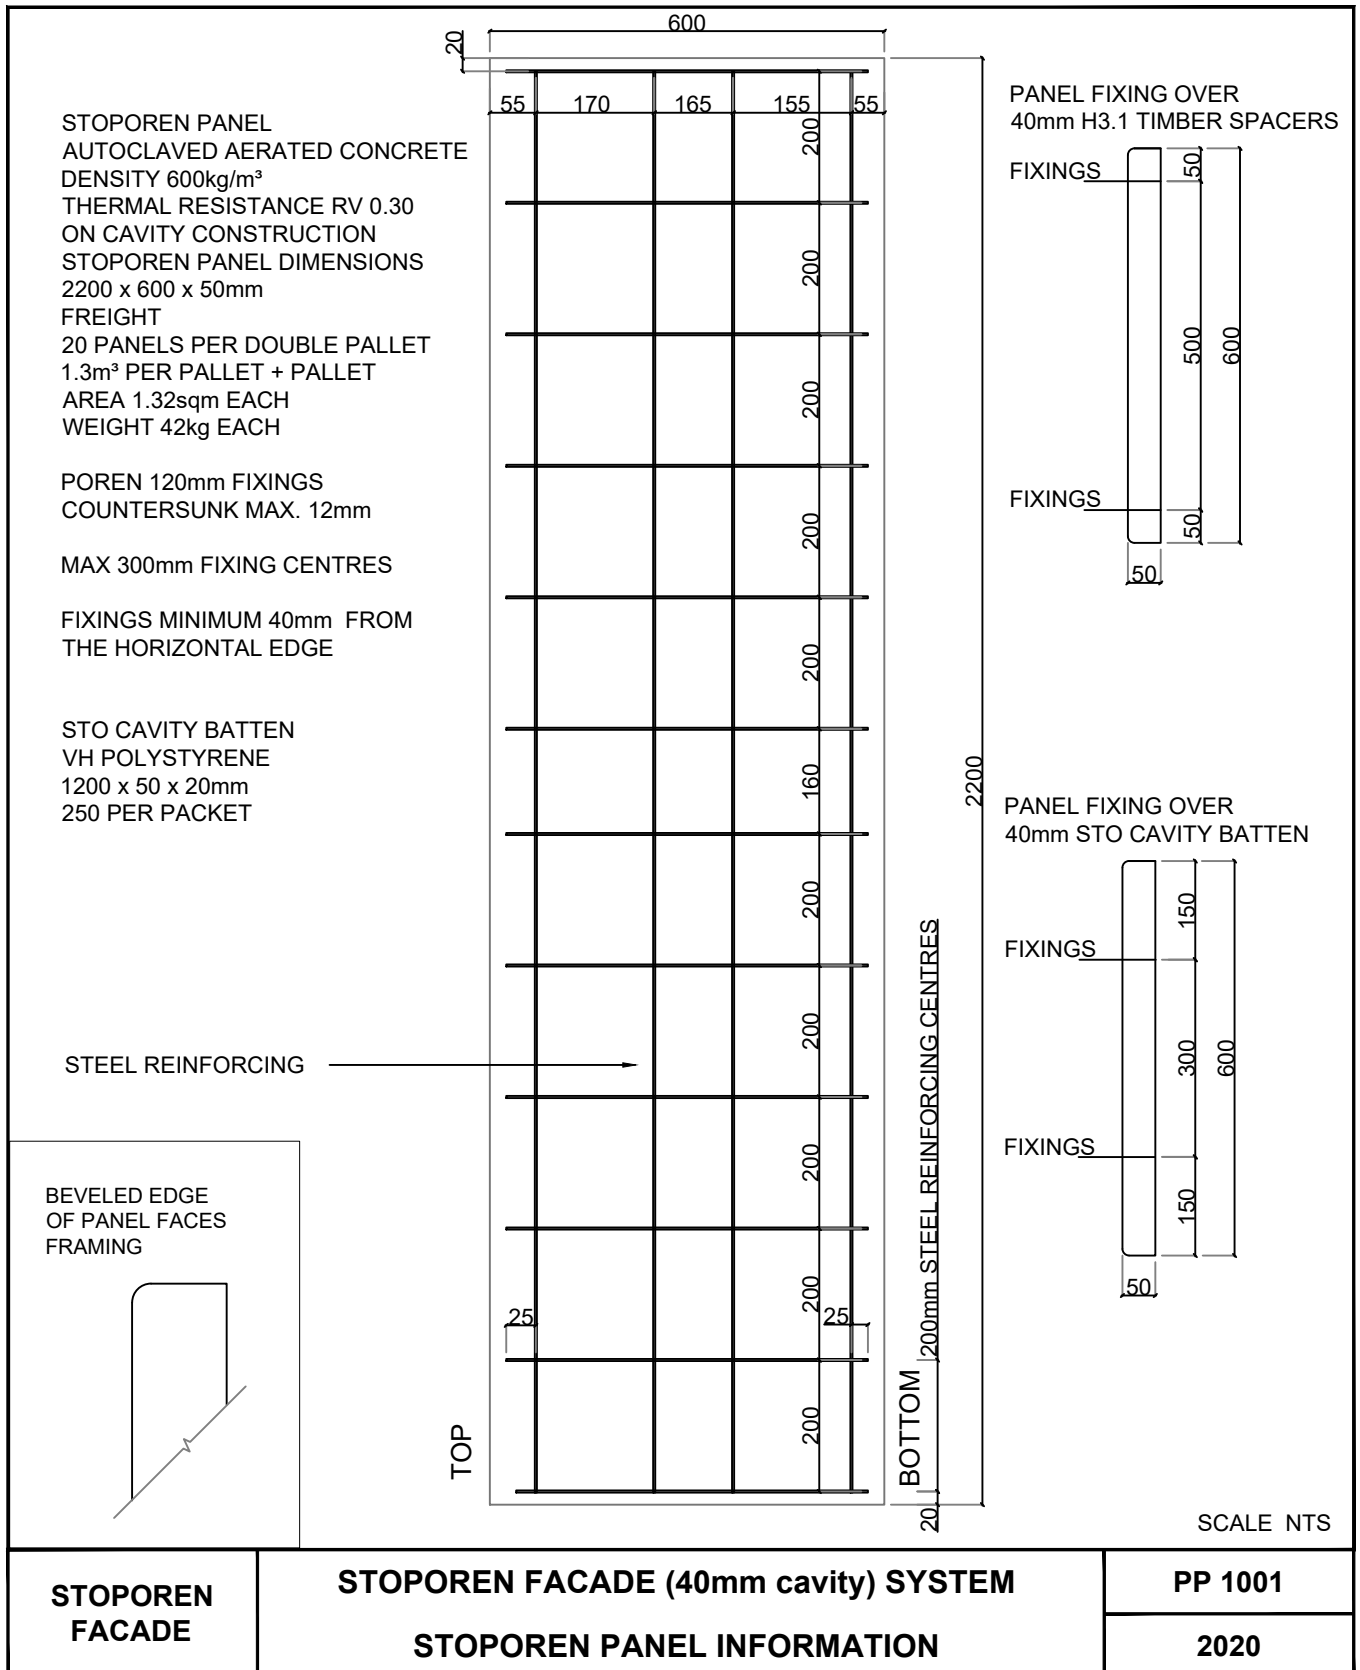 600
20
55 170 165 155 55
STOPOREN PANEL
AUTOCLAVED AERATED CONCRETE
DENSITY 600kg/m³
THERMAL RESISTANCE RV 0.30
ON CAVITY CONSTRUCTION
STOPOREN PANEL DIMENSIONS
2200 x 600 x 50mm
FREIGHT
20 PANELS PER DOUBLE PALLET
1.3m³ PER PALLET + PALLET
AREA 1.32sqm EACH
WEIGHT 42kg EACH
POREN 120mm FIXINGS
COUNTERSUNK MAX. 12mm
MAX 300mm FIXING CENTRES
FIXINGS MINIMUM 40mm FROM
THE HORIZONTAL EDGE
STO CAVITY BATTEN
VH POLYSTYRENE
1200 x 50 x 20mm
250 PER PACKET
STEEL REINFORCING
BEVELED EDGE
OF PANEL FACES
FRAMING
200
200
200
200
200
160
200
200
200
200
200
25
25
TOP
BOTTOM
200mm STEEL REINFORCING CENTRES
20
2200
PANEL FIXING OVER
40mm H3.1 TIMBER SPACERS
FIXINGS
50
500
600
FIXINGS
50
50
PANEL FIXING OVER
40mm STO CAVITY BATTEN
150
FIXINGS
300
600
FIXINGS
150
50
SCALE NTS
STOPOREN
FACADE
STOPOREN FACADE (40mm cavity) SYSTEM
STOPOREN PANEL INFORMATION
PP 1001
2020